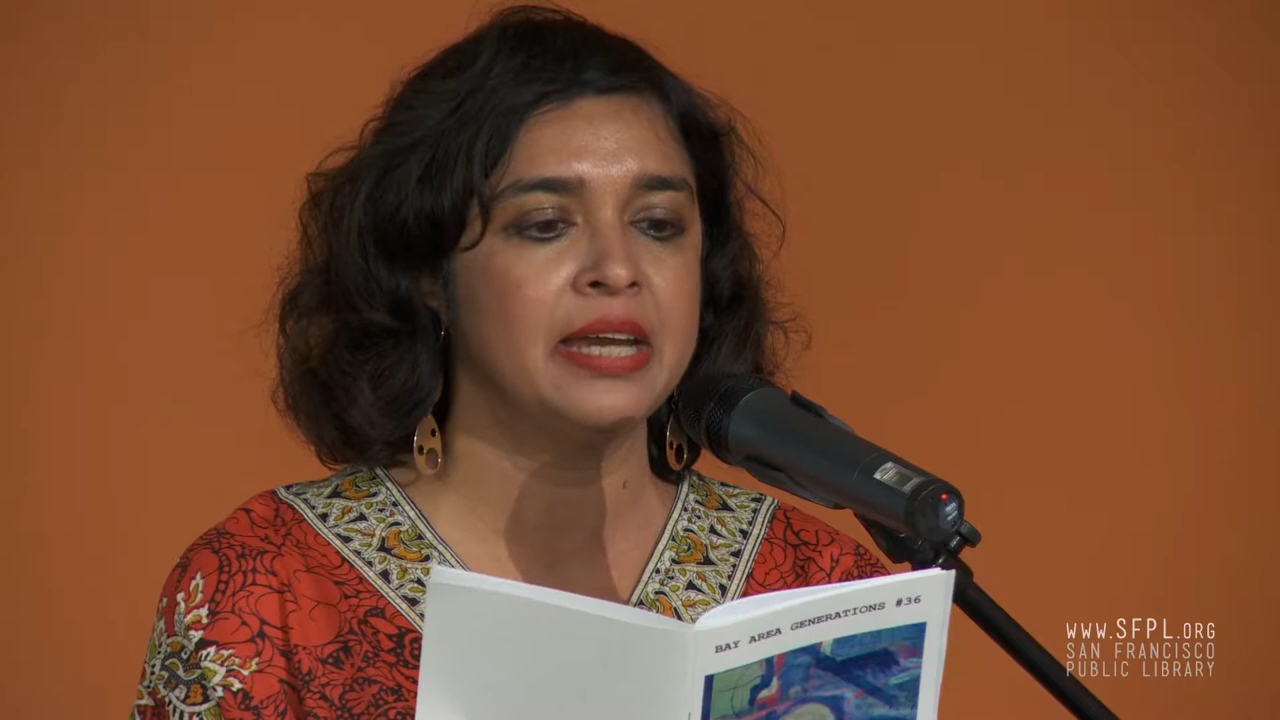 BAY AREA GENERATIONS #36
WWW.SFPL.ORG
SAN FRANCISCO
PUBLIC LIBRARY